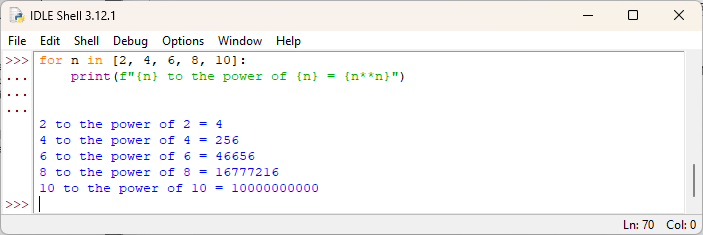 IDLE Shell 3.12.1
File Edit Shell Debug Options Window Help
>>> for n in [2, 4, 6, 8, 10]:
...     print(f"{n} to the power of {n} = {n**n}")
...
...
2 to the power of 2 = 4
4 to the power of 4 = 256
6 to the power of 6 = 46656
8 to the power of 8 = 16777216
10 to the power of 10 = 10000000000
>>>
Ln: 70 Col: 0